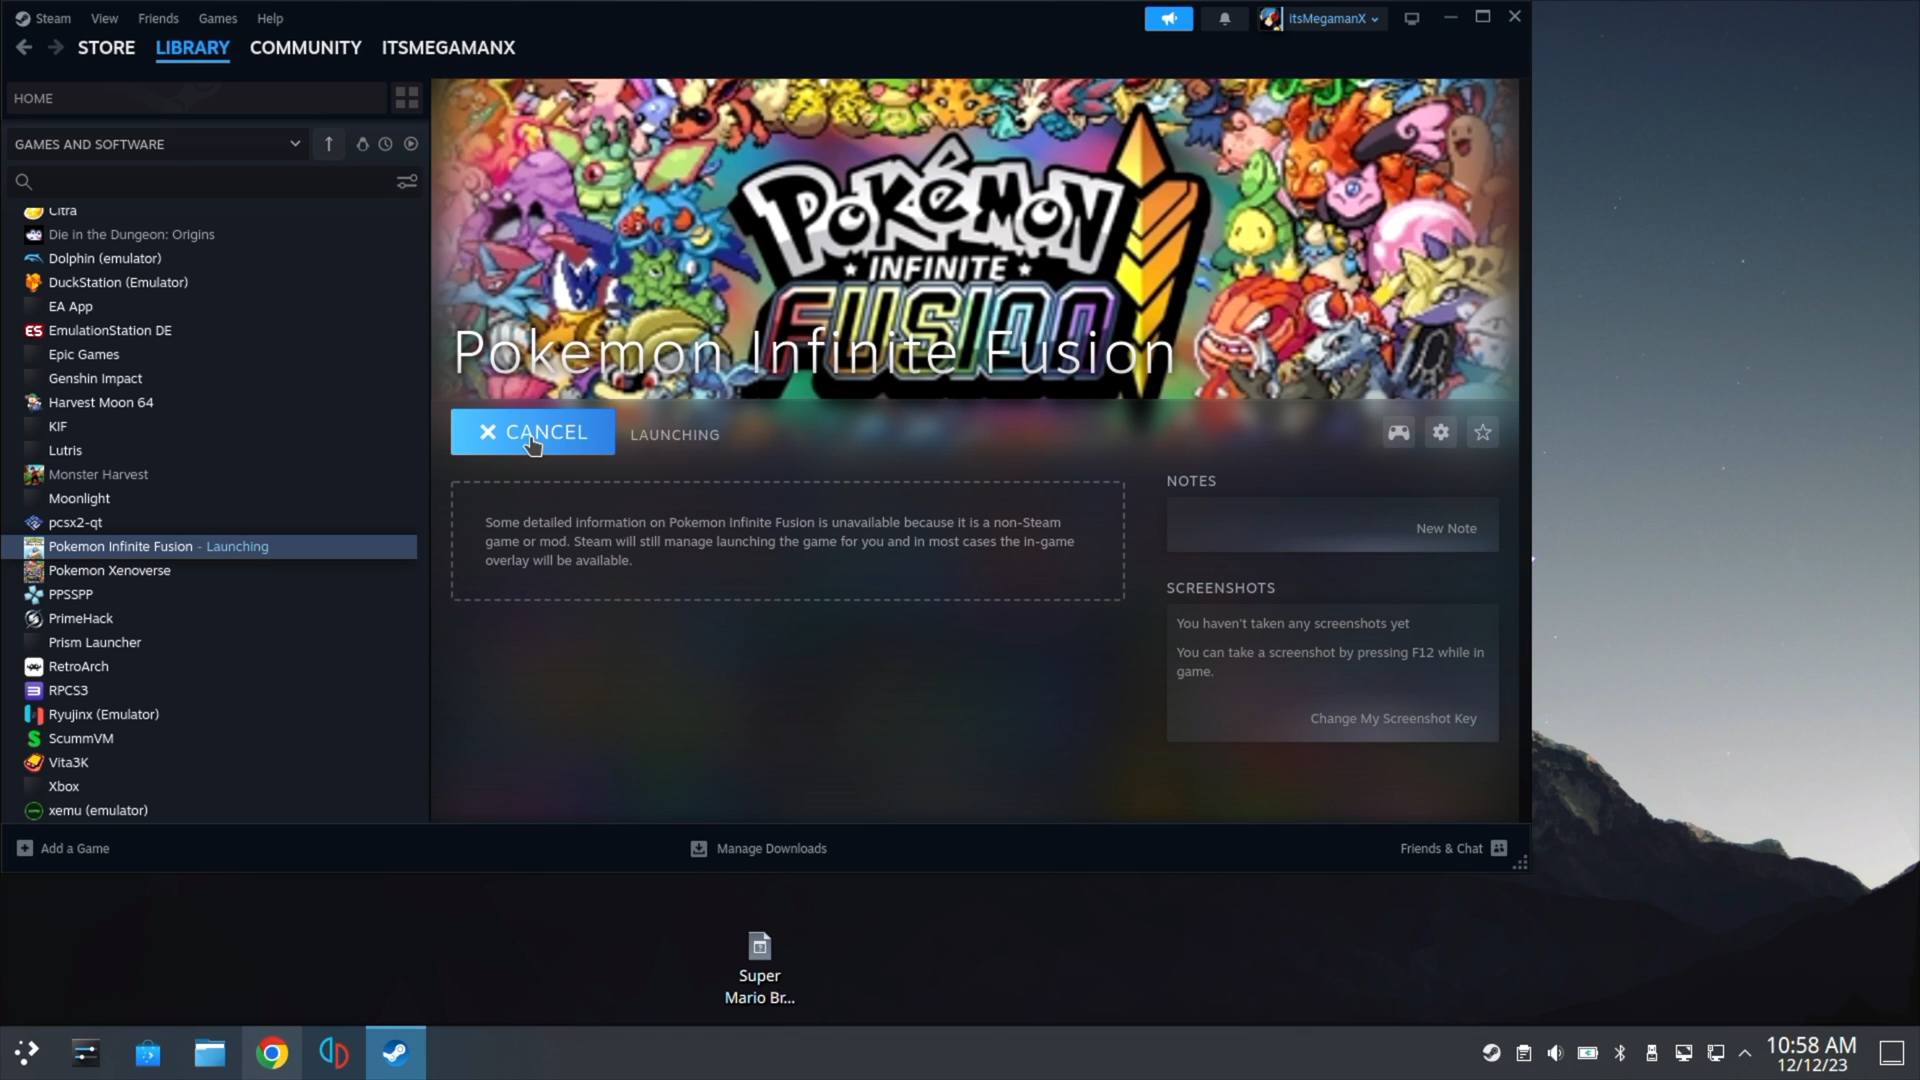 Steam View Friends Games Help
itsMegamanX
STORE LIBRARY COMMUNITY ITSMEGAMANX
HOME
GAMES AND SOFTWARE
Citra
Die in the Dungeon: Origins
Dolphin (emulator)
DuckStation (Emulator)
EA App
ES EmulationStation DE
Epic Games
Genshin Impact
Harvest Moon 64
KIF
Lutris
Monster Harvest
Moonlight
pcsx2-qt
Pokemon Infinite Fusion - Launching
Pokemon Xenoverse
PPSSPP
PrimeHack
Prism Launcher
RetroArch
RPCS3
Ryujinx (Emulator)
ScummVM
Vita3K
Xbox
xemu (emulator)
POKéMON
INFINITE
FUSION
Pokemon Infinite Fusion
CANCEL LAUNCHING
Some detailed information on Pokemon Infinite Fusion is unavailable because it is a non-Steam
game or mod. Steam will still manage launching the game for you and in most cases the in-game
overlay will be available.
NOTES
New Note
SCREENSHOTS
You haven't taken any screenshots yet
You can take a screenshot by pressing F12 while in
game.
Change My Screenshot Key
Add a Game
Manage Downloads
Friends & Chat
Super
Mario Br...
10:58 AM
12/12/23